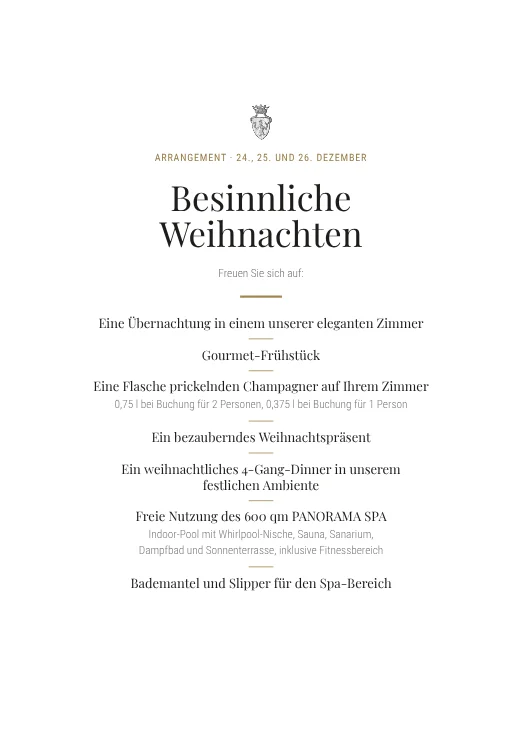 ARRANGEMENT · 24., 25. UND 26. DEZEMBER
Besinnliche
Weihnachten
Freuen Sie sich auf:
Eine Übernachtung in einem unserer eleganten Zimmer
Gourmet-Frühstück
Eine Flasche prickelnden Champagner auf Ihrem Zimmer
0,75 l bei Buchung für 2 Personen, 0,375 l bei Buchung für 1 Person
Ein bezauberndes Weihnachtspräsent
Ein weihnachtliches 4-Gang-Dinner in unserem
festlichen Ambiente
Freie Nutzung des 600 qm PANORAMA SPA
Indoor-Pool mit Whirlpool-Nische, Sauna, Sanarium,
Dampfbad und Sonnenterrasse, inklusive Fitnessbereich
Bademantel und Slipper für den Spa-Bereich